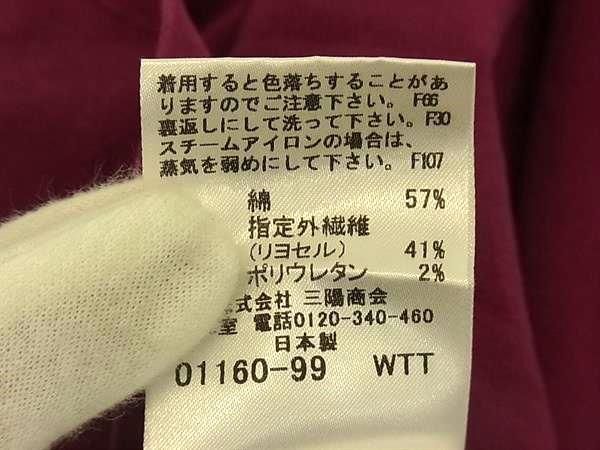 着用すると色落ちすることがあ
りますのでご注意下さい。 F66
裏返しにして洗って下さい。F30
スチームアイロンの場合は、
蒸気を弱めにして下さい。 F107
綿 57%
指定外繊維
(リヨセル) 41%
ポリウレタン 2%
式会社 三陽商会
室 電話0120-340-460
日本製
01160-99 WTT